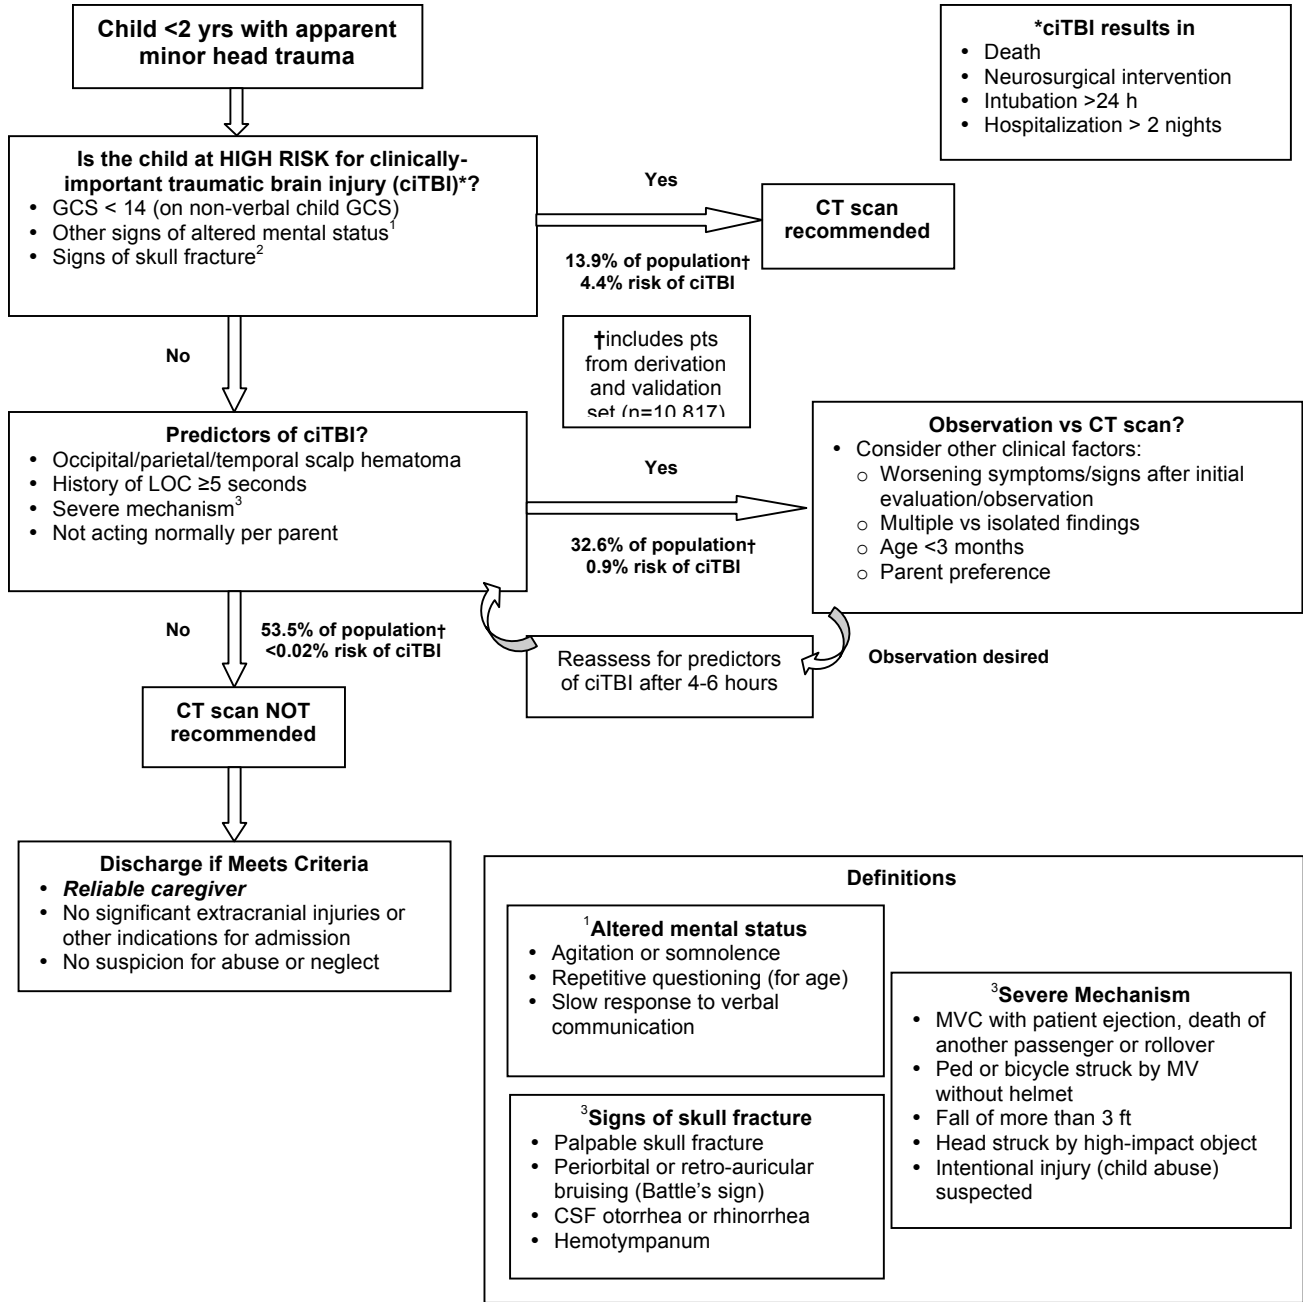 Child <2 yrs with apparent
minor head trauma
*ciTBI results in
• Death
• Neurosurgical intervention
• Intubation >24 h
• Hospitalization > 2 nights
Is the child at HIGH RISK for clinically-
important traumatic brain injury (ciTBI)*?
• GCS < 14 (on non-verbal child GCS)
• Other signs of altered mental status1
• Signs of skull fracture2
Yes
13.9% of population†
4.4% risk of ciTBI
CT scan
recommended
No
†includes pts
from derivation
and validation
set (n=10,817)
Predictors of ciTBI?
• Occipital/parietal/temporal scalp hematoma
• History of LOC ≥5 seconds
• Severe mechanism3
• Not acting normally per parent
Yes
32.6% of population†
0.9% risk of ciTBI
Observation vs CT scan?
• Consider other clinical factors:
o Worsening symptoms/signs after initial
evaluation/observation
o Multiple vs isolated findings
o Age <3 months
o Parent preference
No
53.5% of population†
<0.02% risk of ciTBI
Reassess for predictors
of ciTBI after 4-6 hours
Observation desired
CT scan NOT
recommended
Discharge if Meets Criteria
• Reliable caregiver
• No significant extracranial injuries or
other indications for admission
• No suspicion for abuse or neglect
Definitions
1Altered mental status
• Agitation or somnolence
• Repetitive questioning (for age)
• Slow response to verbal
communication
3Signs of skull fracture
• Palpable skull fracture
• Periorbital or retro-auricular
bruising (Battle's sign)
• CSF otorrhea or rhinorrhea
• Hemotympanum
3Severe Mechanism
• MVC with patient ejection, death of
another passenger or rollover
• Ped or bicycle struck by MV
without helmet
• Fall of more than 3 ft
• Head struck by high-impact object
• Intentional injury (child abuse)
suspected